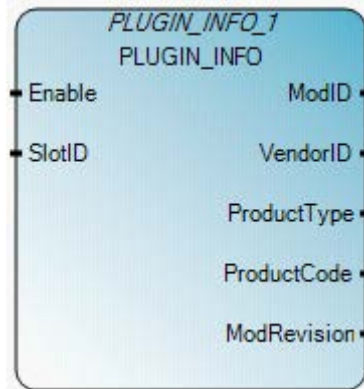 PLUGIN_INFO_1
PLUGIN_INFO
Enable ModID
SlotID VendorID
ProductType
ProductCode
ModRevision